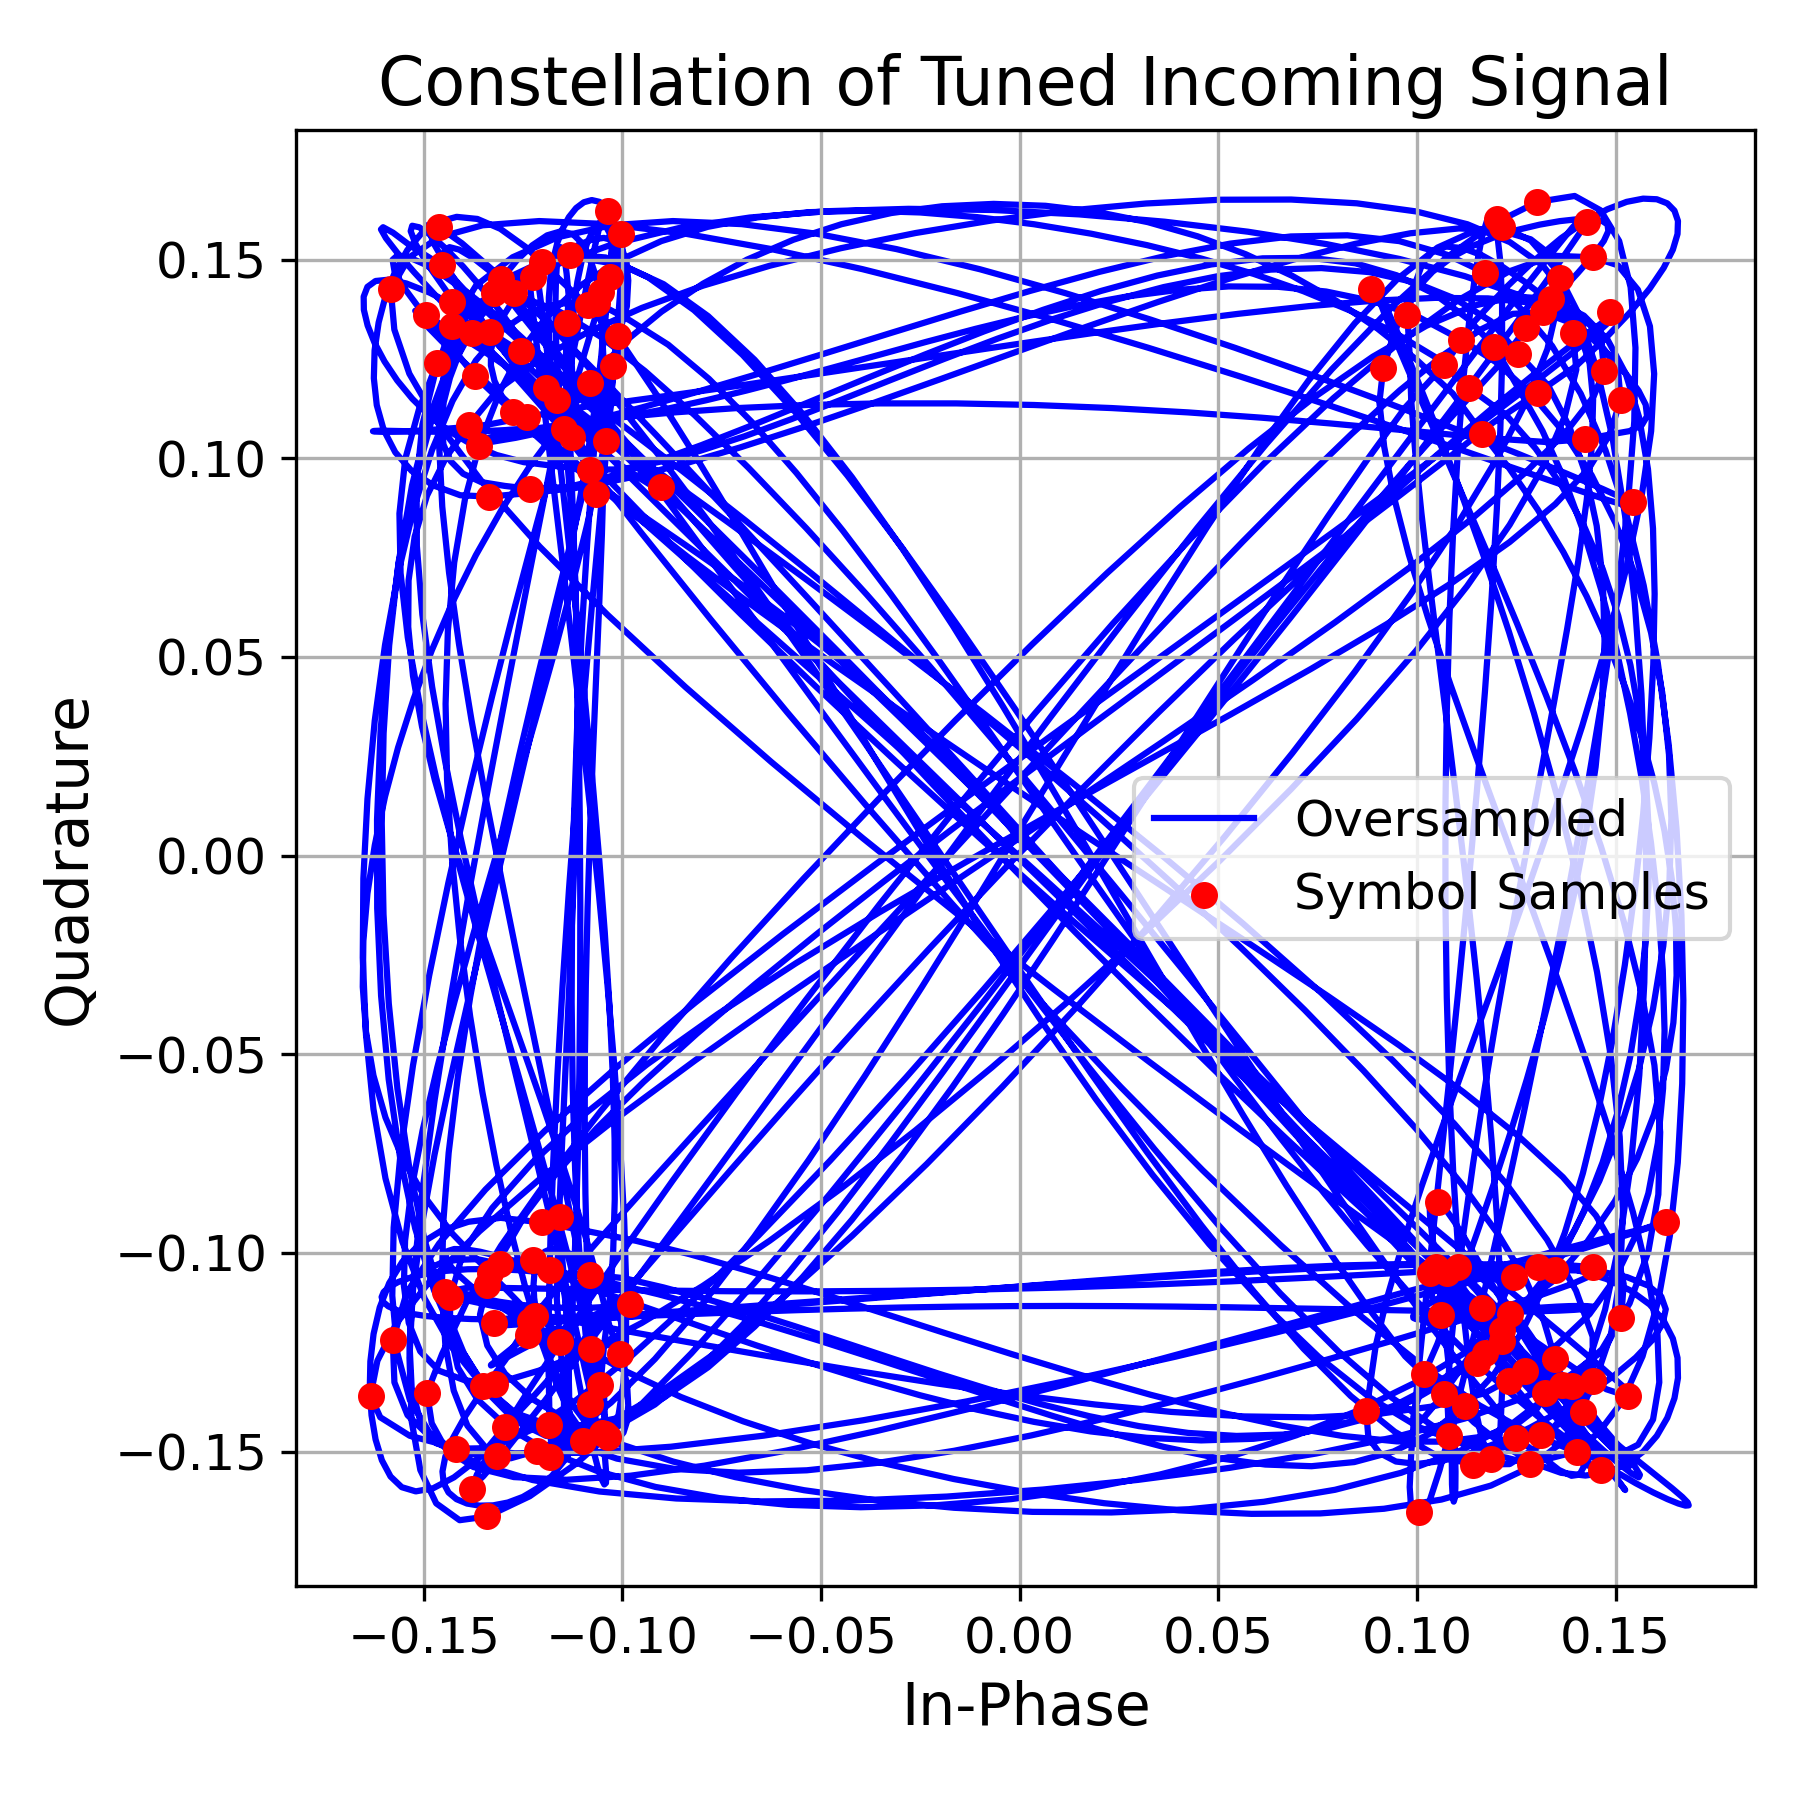 Constellation of Tuned Incoming Signal
Quadrature
0.15
0.10
0.05
0.00
−0.05
−0.10
−0.15
Oversampled
Symbol Samples
−0.15 −0.10 −0.05 0.00 0.05 0.10 0.15
In-Phase